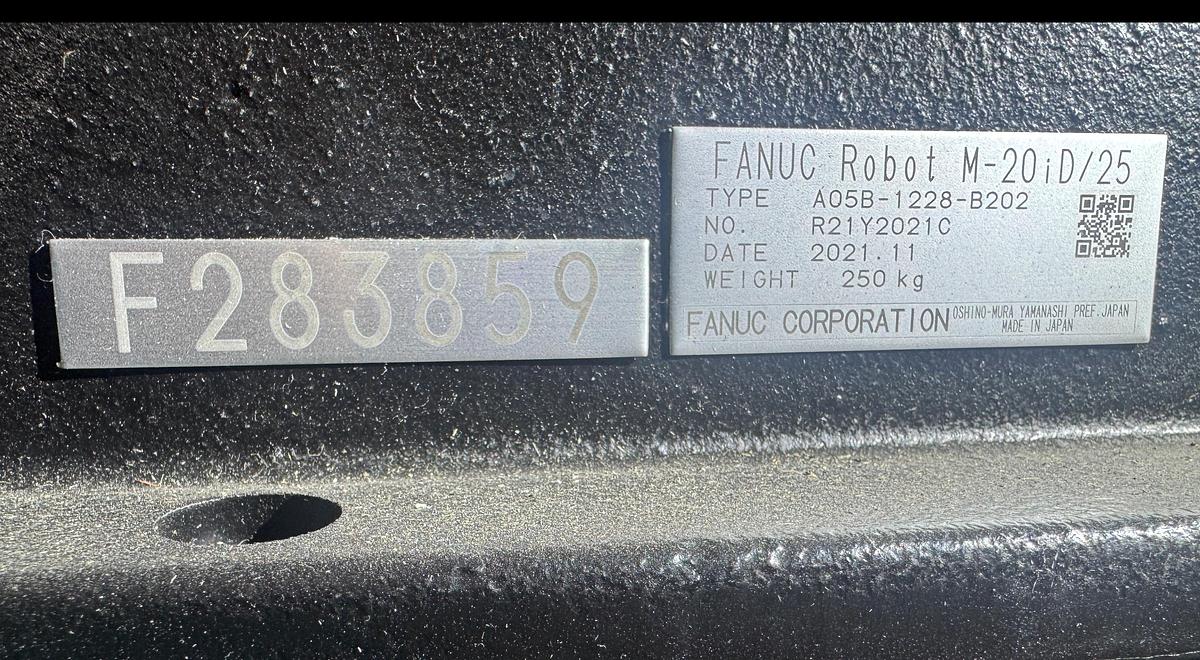 F283859
FANUC Robot M-20iD/25
TYPE A05B-1228-B202
NO. R21Y2021C
DATE 2021.11
WEIGHT 250 kg
FANUC CORPORATION
OSHINO-MURA YAMANASHI PREF. JAPAN
MADE IN JAPAN